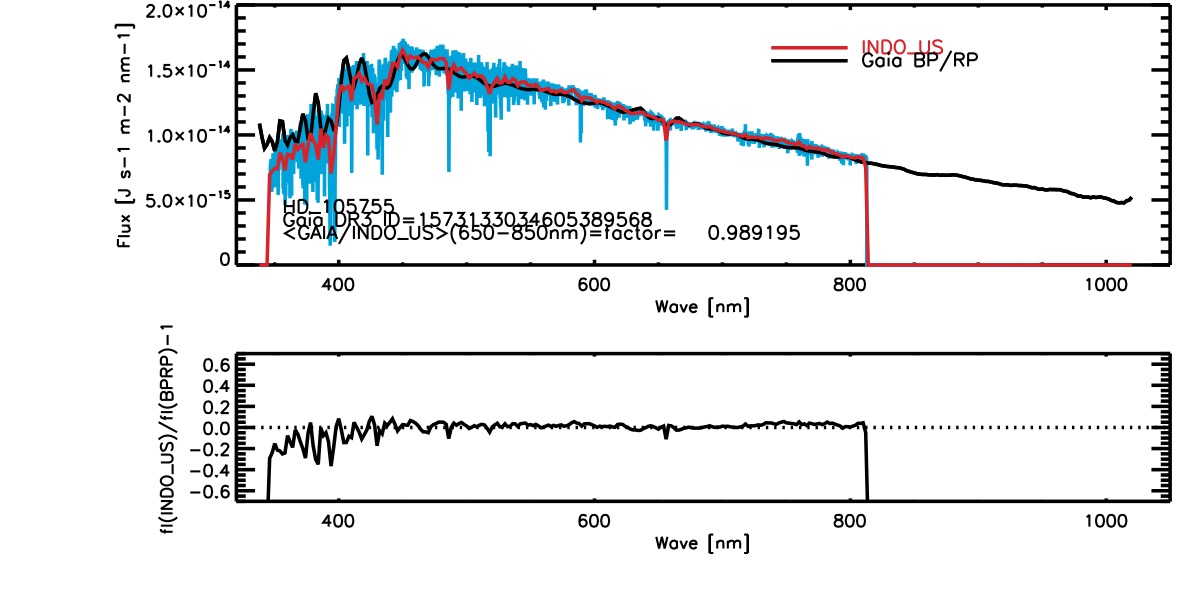 2.0×10-14
1.5×10-14
1.0×10-14
5.0×10-15
0
Flux [J s-1 m-2 nm-1]
INDO_US
Gaia BP/RP
HD_105755
Gaia DR3 ID=1573133034605389568
<GAIA/INDO_US>(650-850nm)=factor= 0.989195
400 600 800 1000
Wave [nm]
0.6
0.4
0.2
0.0
-0.2
-0.4
-0.6
fl(INDO_US)/fl(BPRP)-1
400 600 800 1000
Wave [nm]